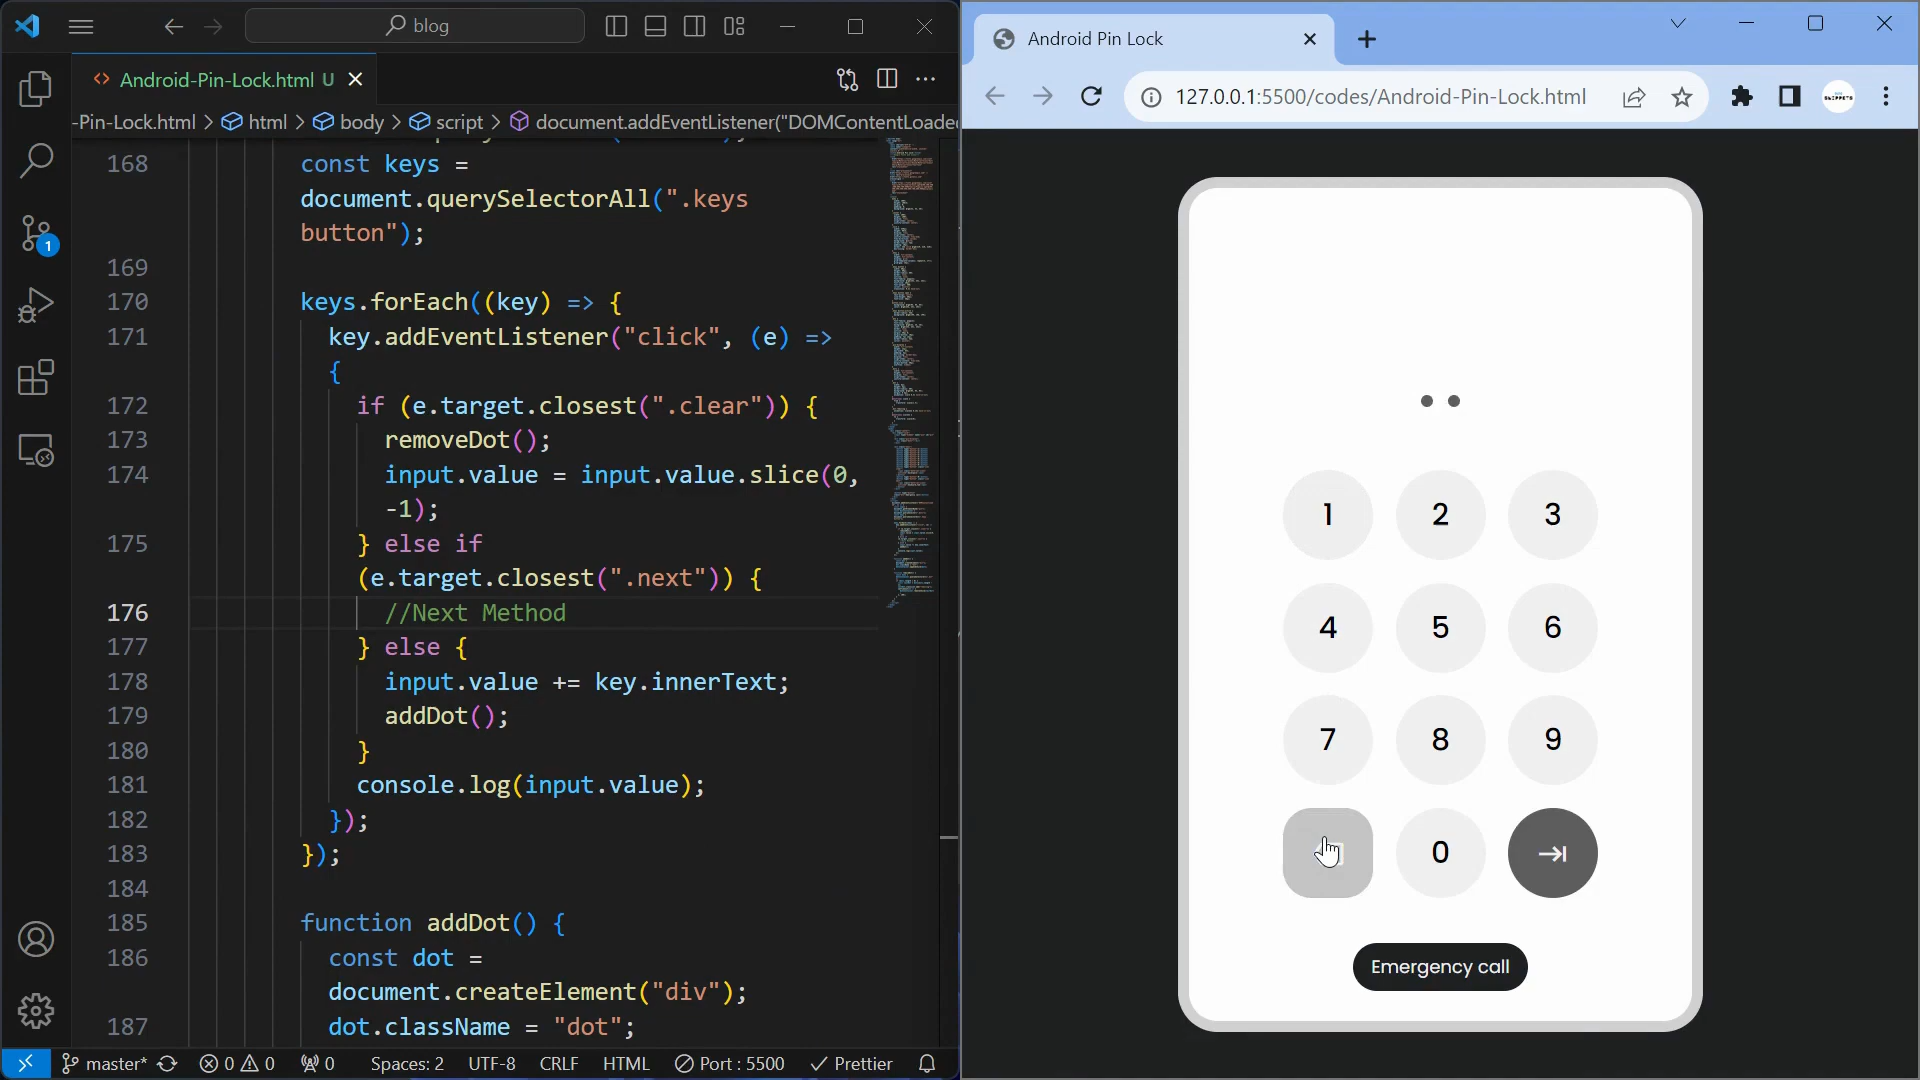 blog
Android-Pin-Lock.html U
-Pin-Lock.html > html > body > script > document.addEventListener("DOMContentLoaded
168 const keys =
document.querySelectorAll(".keys
button");
169
170 keys.forEach((key) => {
171 key.addEventListener("click", (e) =>
{
172 if (e.target.closest(".clear")) {
173 removeDot();
174 input.value = input.value.slice(0,
-1);
175 } else if
(e.target.closest(".next")) {
176 //Next Method
177 } else {
178 input.value += key.innerText;
179 addDot();
180 }
181 console.log(input.value);
182 });
183 });
184
185 function addDot() {
186 const dot =
document.createElement("div");
187 dot.className = "dot";
1
master* 0 0 0 Spaces: 2 UTF-8 CRLF HTML Port : 5500 Prettier
Android Pin Lock
127.0.0.1:5500/codes/Android-Pin-Lock.html
1 2 3
4 5 6
7 8 9
0
Emergency call